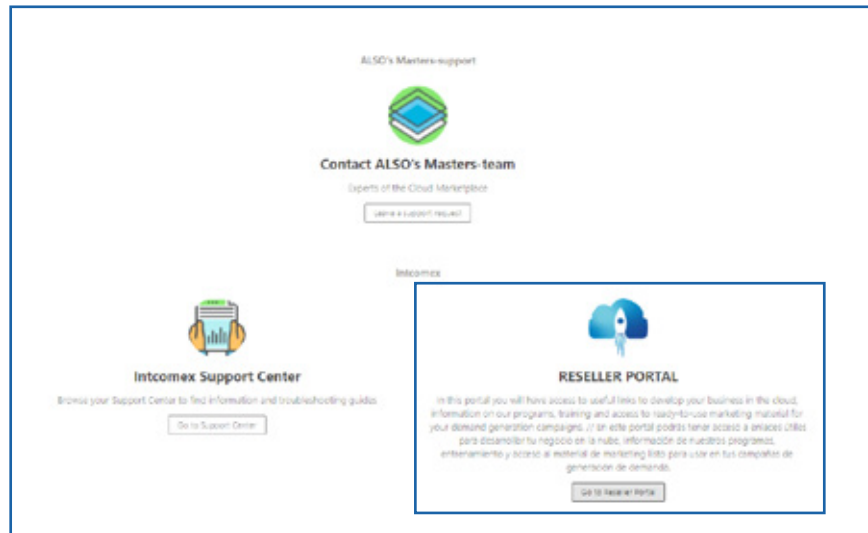 ALSO's Masters-support
Contact ALSO's Masters-team
Experts of the Cloud Marketplace
Leave a support request
Intcomex
Intcomex Support Center
Browse your Support Center to find information and troubleshooting guides
Go to Support Center
RESELLER PORTAL
In this portal you will have access to useful links to develop your business in the cloud,
information on our programs, training and access to ready-to-use marketing material for
your demand generation campaigns. // En este portal podrás tener acceso a enlaces útiles
para desarrollar tu negocio en la nube, información de nuestros programas,
entrenamiento y acceso al material de marketing listo para usar en tus campañas de
generación de demanda.
Go to Reseller Portal